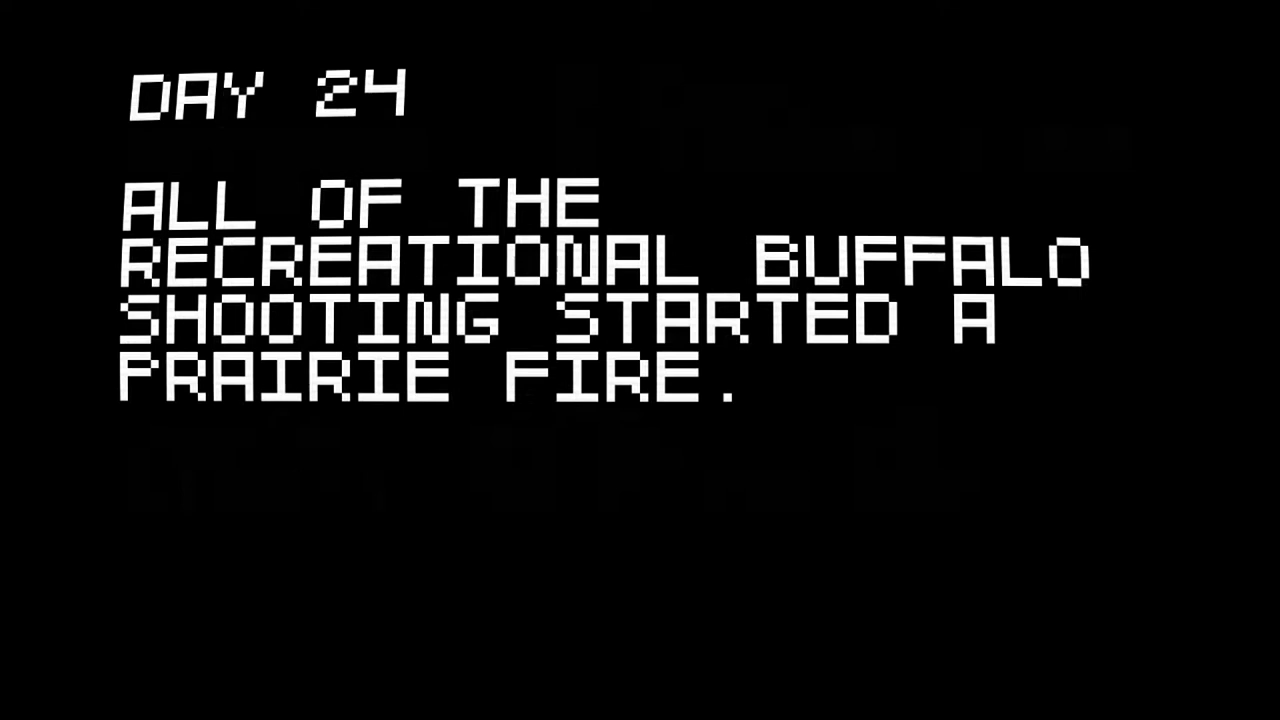 DAY 24
ALL OF THE
RECREATIONAL BUFFALO
SHOOTING STARTED A
PRAIRIE FIRE.